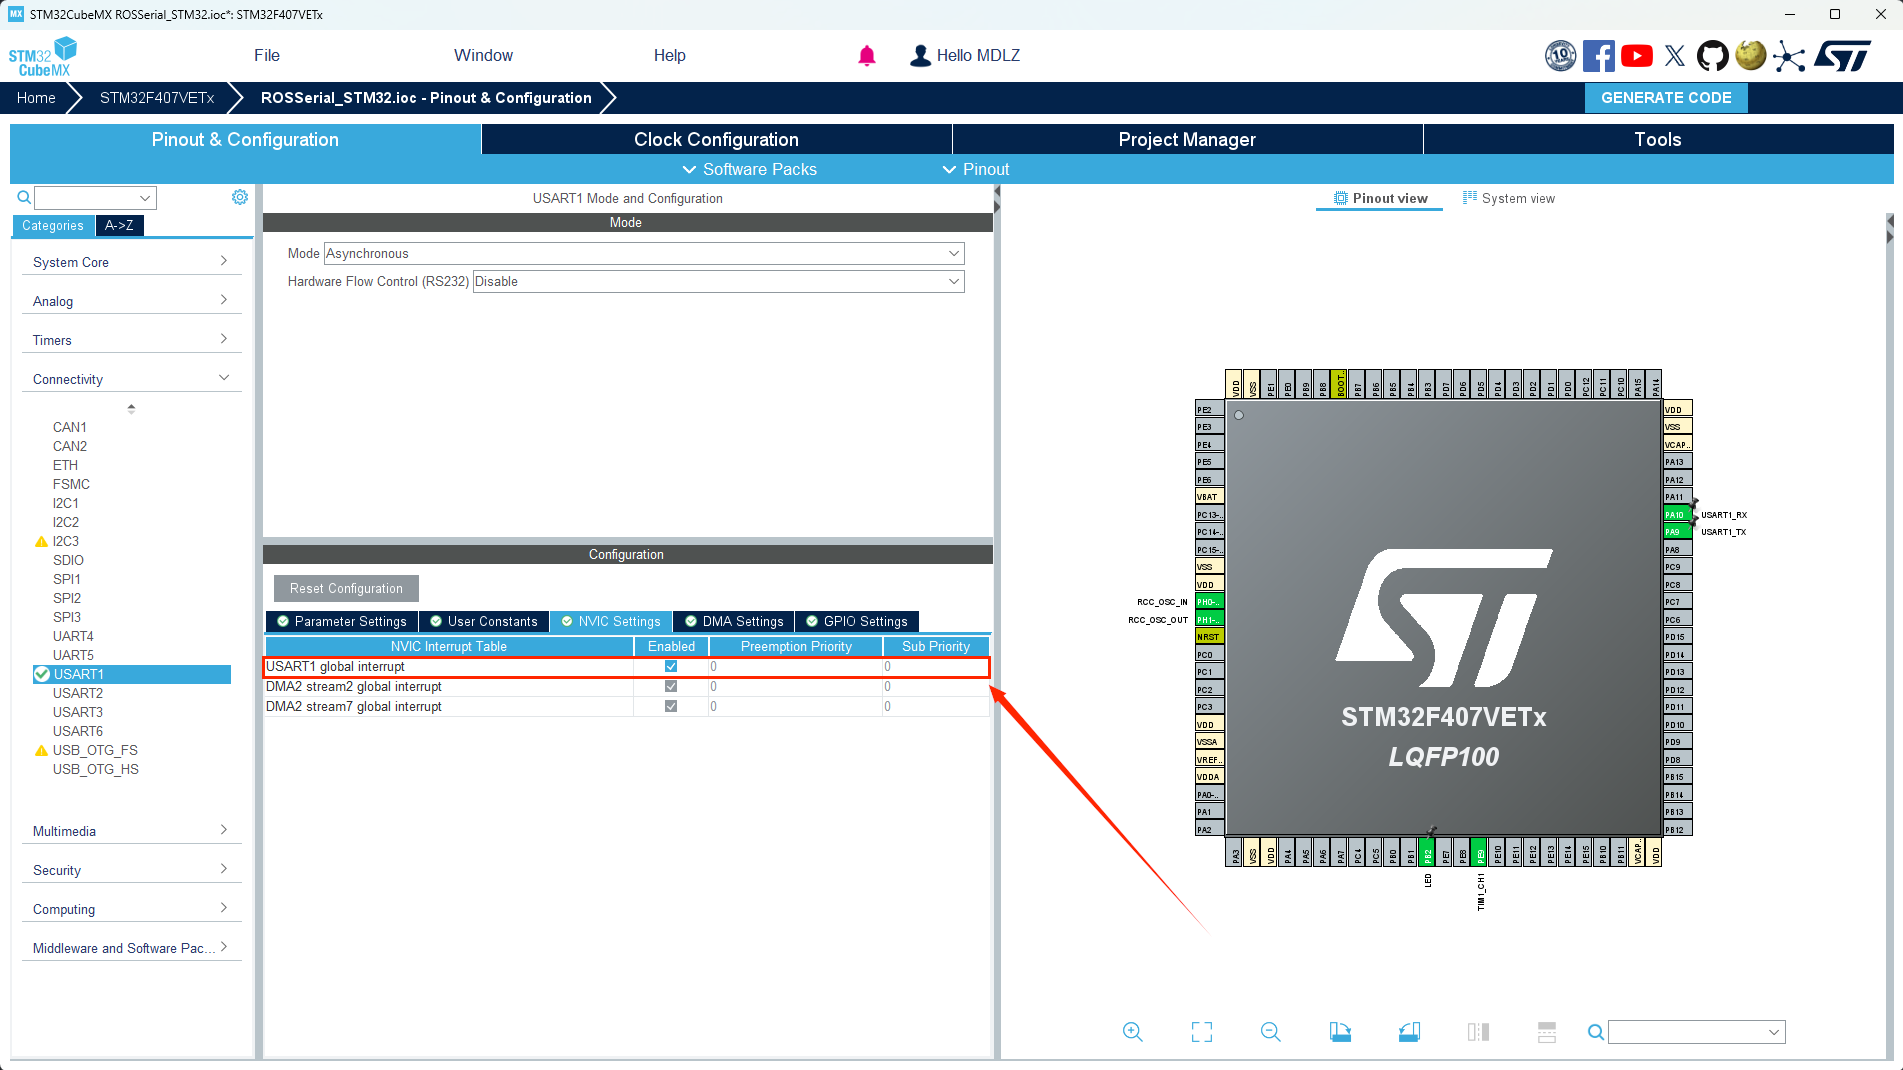 STM32CubeMX ROSSerial_STM32.ioc*: STM32F407VETx
STM32
CubeMX
File
Window
Help
Hello MDLZ
Home
STM32F407VETx
ROSSerial_STM32.ioc - Pinout & Configuration
GENERATE CODE
Pinout & Configuration
Clock Configuration
Project Manager
Tools
Software Packs
Pinout
Categories
A->Z
System Core
Analog
Timers
Connectivity
CAN1
CAN2
ETH
FSMC
I2C1
I2C2
I2C3
SDIO
SPI1
SPI2
SPI3
UART4
UART5
USART1
USART2
USART3
USART6
USB_OTG_FS
USB_OTG_HS
Multimedia
Security
Computing
Middleware and Software Pac...
USART1 Mode and Configuration
Mode
Mode Asynchronous
Hardware Flow Control (RS232) Disable
Configuration
Reset Configuration
Parameter Settings
User Constants
NVIC Settings
DMA Settings
GPIO Settings
NVIC Interrupt Table Enabled Preemption Priority Sub Priority
USART1 global interrupt 0 0
DMA2 stream2 global interrupt 0 0
DMA2 stream7 global interrupt 0 0
Pinout view
System view
VDD VSS PE1 PE0 PB9 PB8 BOOT.. PB7 PB6 PB5 PB4 PB3 PD7 PD6 PD5 PD4 PD3 PD2 PD1 PD0 PC12 PC11 PC10 PA15 PA14
PE2
PE3
PE4
PE5
PE6
VBAT
PC13-..
PC14-..
PC15-..
VSS
VDD
RCC_OSC_IN PH0-..
RCC_OSC_OUT PH1-..
NRST
PC0
PC1
PC2
PC3
VDD
VSSA
VREF..
VDDA
PA0-..
PA1
PA2
STM32F407VETx
LQFP100
VDD
VSS
VCAP..
PA13
PA12
PA11
PA10 USART1_RX
PA9 USART1_TX
PA8
PC9
PC8
PC7
PC6
PD15
PD14
PD13
PD12
PD11
PD10
PD9
PD8
PB15
PB14
PB13
PB12
PA3 VSS VDD PA4 PA5 PA6 PA7 PC4 PC5 PB0 PB1 PB2 PE7 PE8 PE9 PE10 PE11 PE12 PE13 PE14 PE15 PB10 PB11 VCAP.. VDD
LED
TIM1_CH1